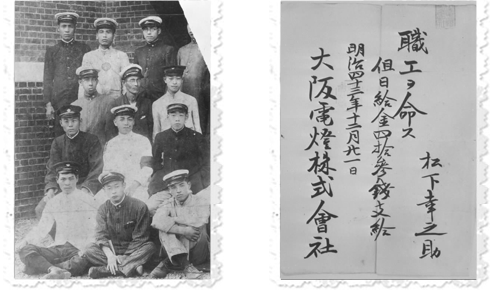 松下幸之助
職工ヲ命ス
但日給金四拾參錢支給
明治四十三年十二月廿一日
大阪電燈株式會社